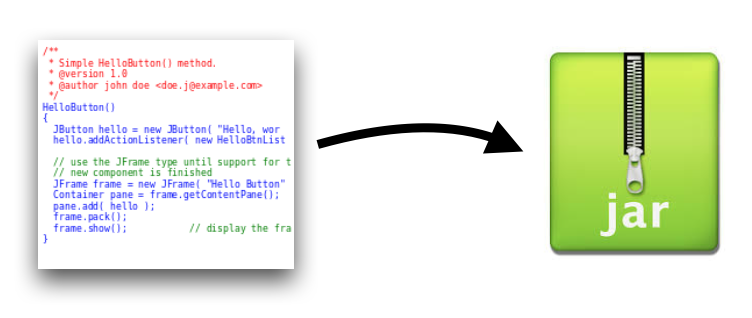 /**
 * Simple HelloButton() method.
 * @version 1.0
 * @author john doe <doe.j@example.com>
 */
HelloButton()
{
  JButton hello = new JButton( "Hello, wor
  hello.addActionListener( new HelloBtnList

  // use the JFrame type until support for t
  // new component is finished
  JFrame frame = new JFrame( "Hello Button"
  Container pane = frame.getContentPane();
  pane.add( hello );
  frame.pack();
  frame.show();           // display the fra
}
jar